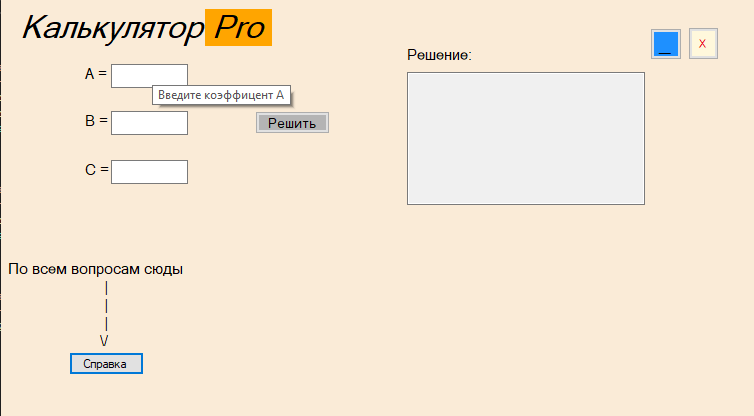 Калькулятор Pro
_ X
Решение:
A =
Введите коэффицент А
B =
Решить
C =
По всем вопросам сюды
|
|
|
V
Справка